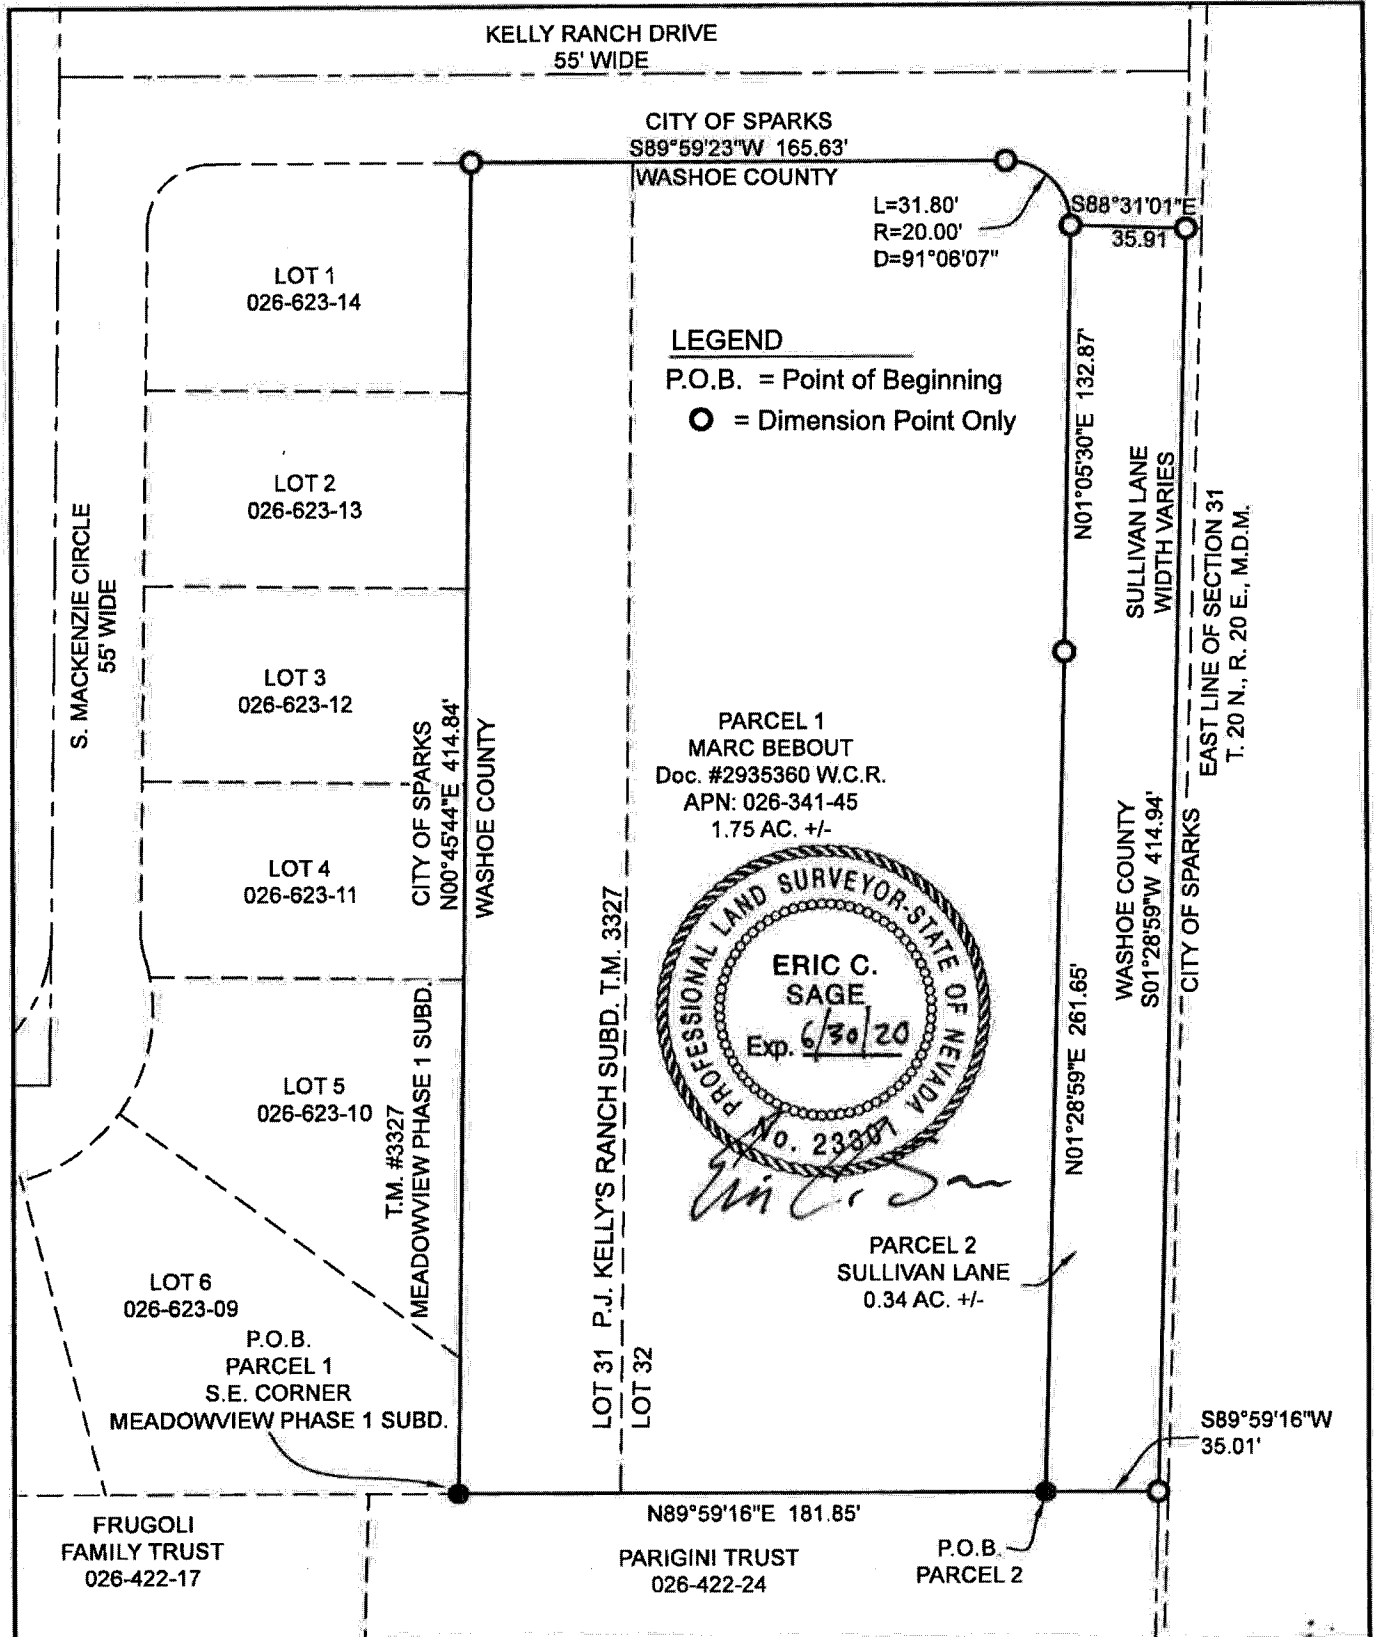 KELLY RANCH DRIVE
55' WIDE
CITY OF SPARKS
S89°59'23"W 165.63'
WASHOE COUNTY
L=31.80'
R=20.00'
D=91°06'07"
S88°31'01"E
35.91
LOT 1
026-623-14
LEGEND
P.O.B. = Point of Beginning
= Dimension Point Only
N01°05'30"E 132.87'
LOT 2
026-623-13
SULLIVAN LANE
WIDTH VARIES
EAST LINE OF SECTION 31
T. 20 N., R. 20 E., M.D.M.
S. MACKENZIE CIRCLE
55' WIDE
LOT 3
026-623-12
CITY OF SPARKS
N00°45'44"E 414.84'
WASHOE COUNTY
PARCEL 1
MARC BEBOUT
Doc. #2935360 W.C.R.
APN: 026-341-45
1.75 AC. +/-
WASHOE COUNTY
S01°28'59"W 414.94'
CITY OF SPARKS
LOT 4
026-623-11
PROFESSIONAL LAND SURVEYOR-STATE OF NEVADA
ERIC C.
SAGE
Exp. 6/30/20
No. 23307
LOT 31 P.J. KELLY'S RANCH SUBD. T.M. 3327
LOT 32
N01°28'59"E 261.65'
LOT 5
026-623-10
T.M. #3327
MEADOWVIEW PHASE 1 SUBD.
PARCEL 2
SULLIVAN LANE
0.34 AC. +/-
LOT 6
026-623-09
P.O.B.
PARCEL 1
S.E. CORNER
MEADOWVIEW PHASE 1 SUBD.
S89°59'16"W
35.01'
N89°59'16"E 181.85'
FRUGOLI
FAMILY TRUST
026-422-17
PARIGINI TRUST
026-422-24
P.O.B.
PARCEL 2